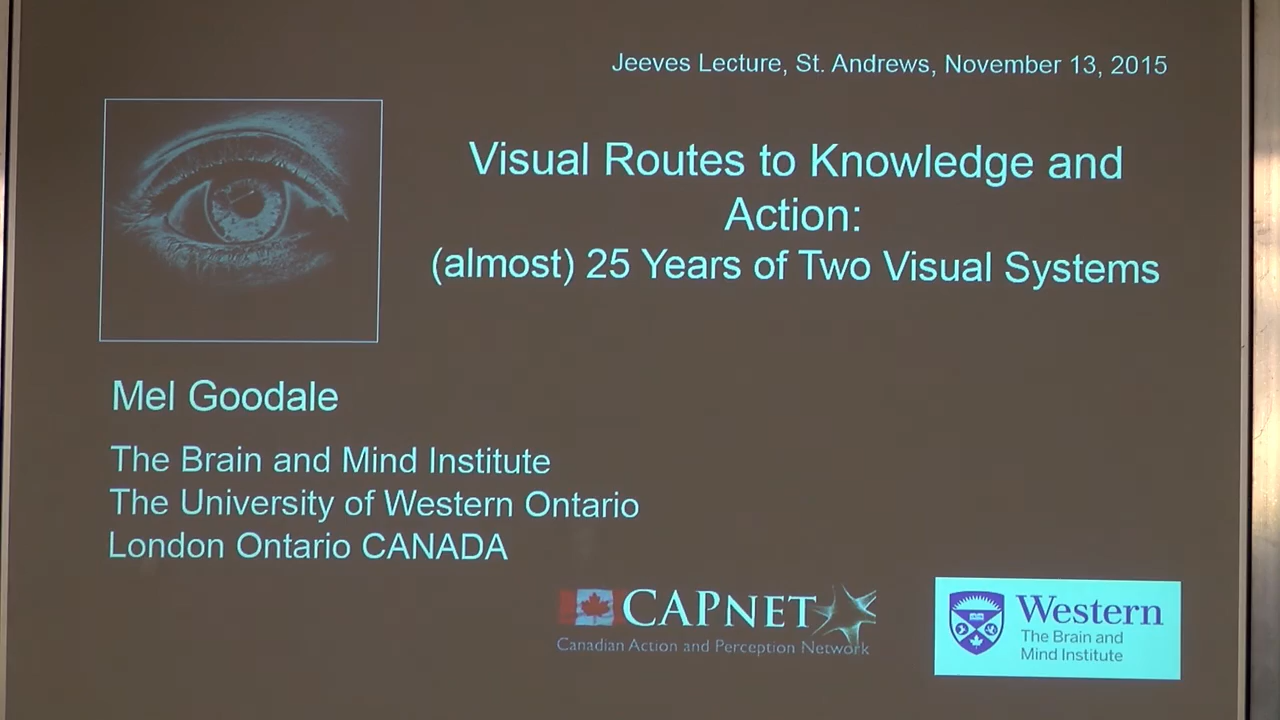 Jeeves Lecture, St. Andrews, November 13, 2015
Visual Routes to Knowledge and
Action:
(almost) 25 Years of Two Visual Systems
Mel Goodale
The Brain and Mind Institute
The University of Western Ontario
London Ontario CANADA
CAPNET
Canadian Action and Perception Network
Western
The Brain and
Mind Institute